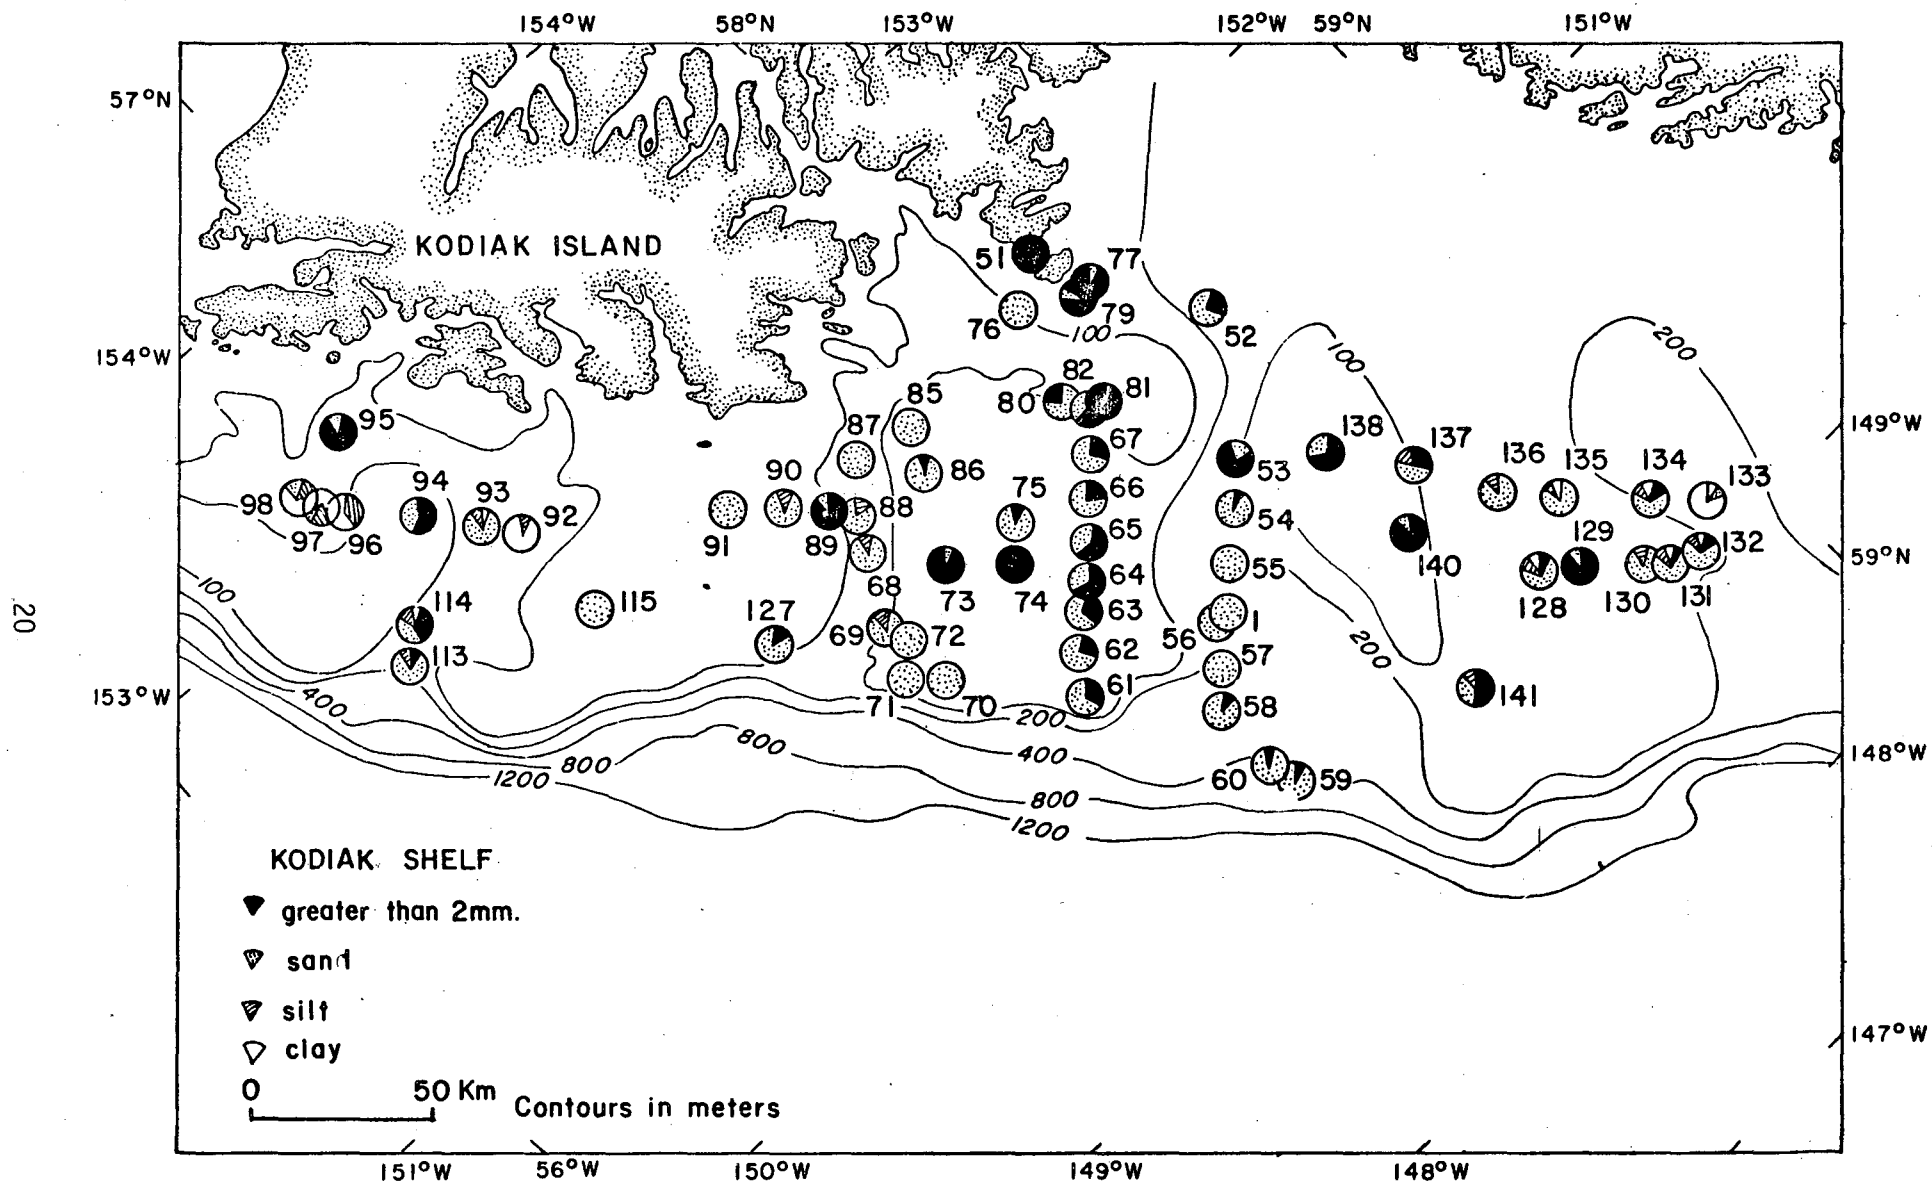 154°W 58°N 153°W 152°W 59°N 151°W
57°N
KODIAK ISLAND
51 77
76 79 52
100
154°W
100 200
82
85 80 81
149°W
95 87 67 138 137
53
136 135 134 133
94 93 90 86 75 66
98 92 88 54
97 96 91 89 129 132
59°N
65 140
68 55
100 73 74 64 128 130 131
114 115 127 63
69 72 56 1
113 62 200 57
61
153°W
400 71 70 200 58 141
800
800 400 148°W
1200 60 59
800
1200
20
KODIAK SHELF
greater than 2mm.
sand
silt
clay
0 50 Km
Contours in meters
147°W
151°W 56°W 150°W 149°W 148°W